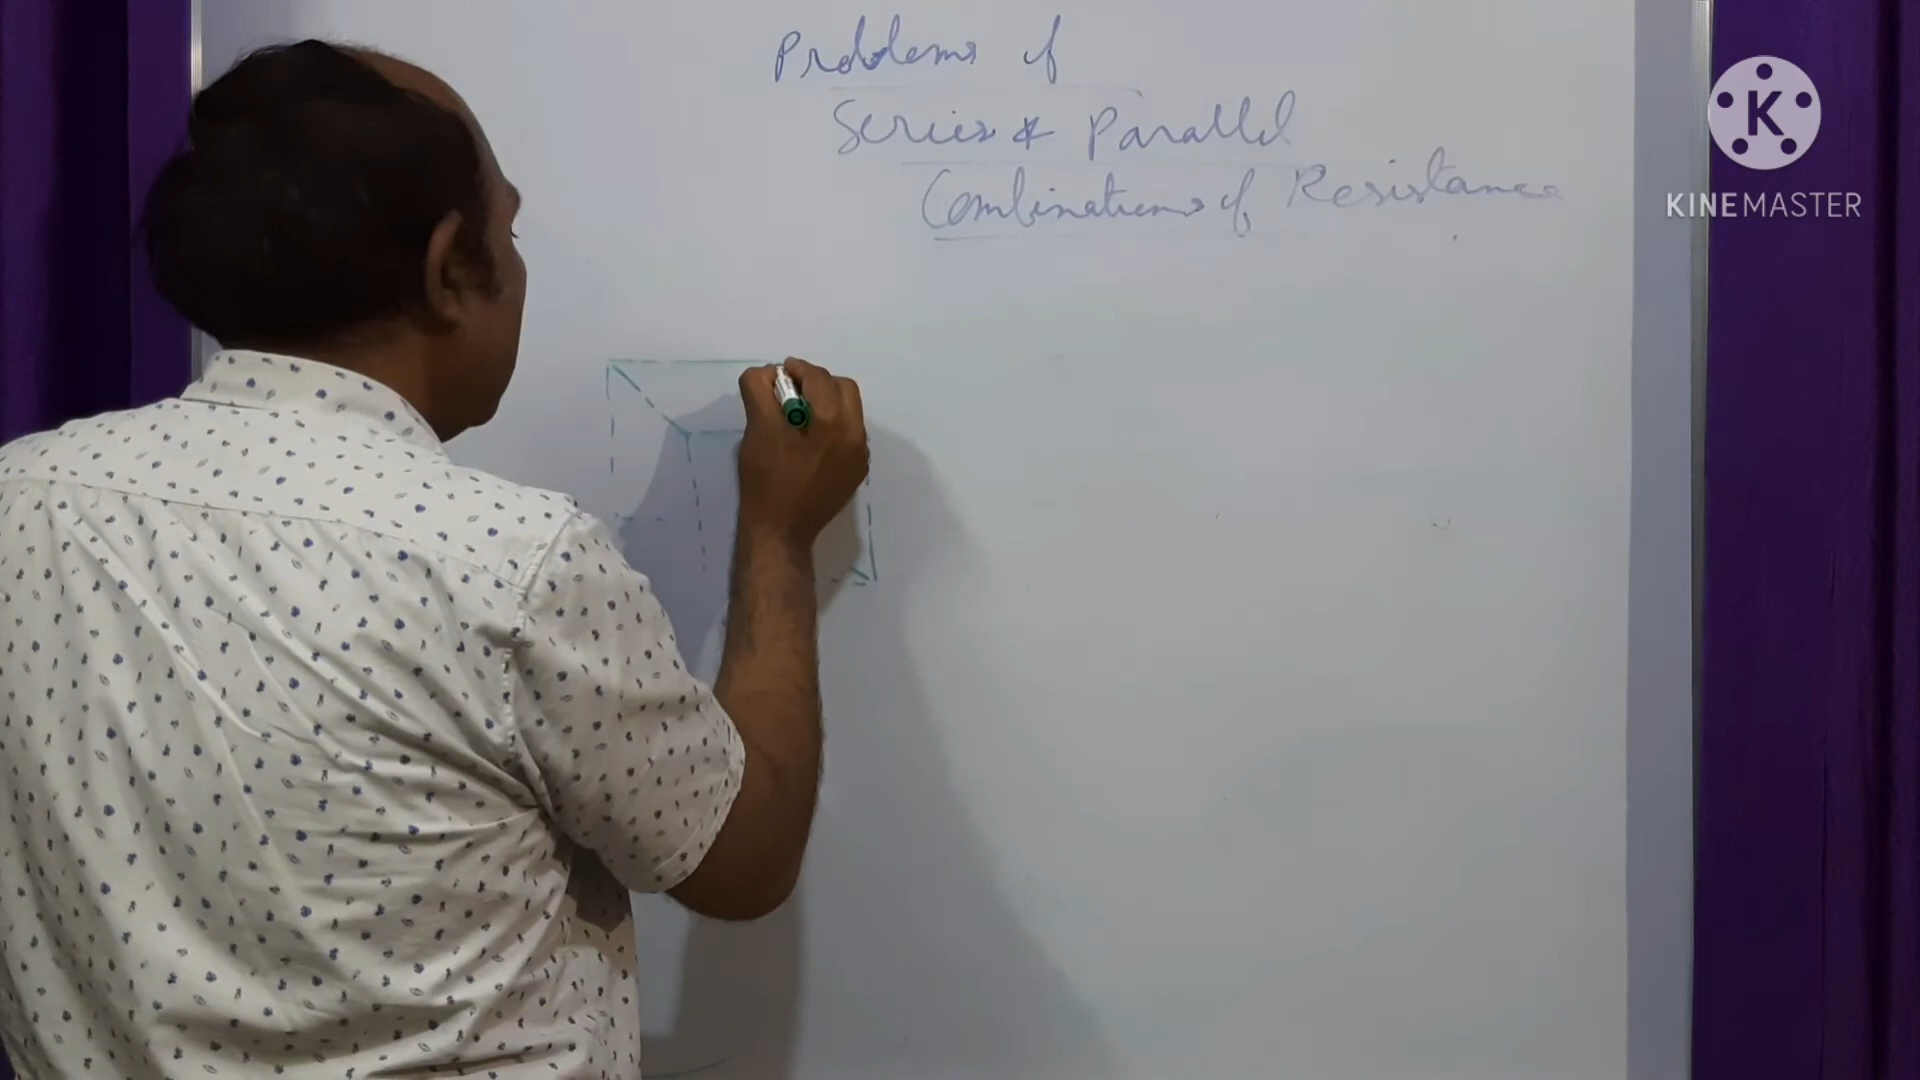 Problems of
Series & Parallel
Combinations of Resistance
K
KINEMASTER